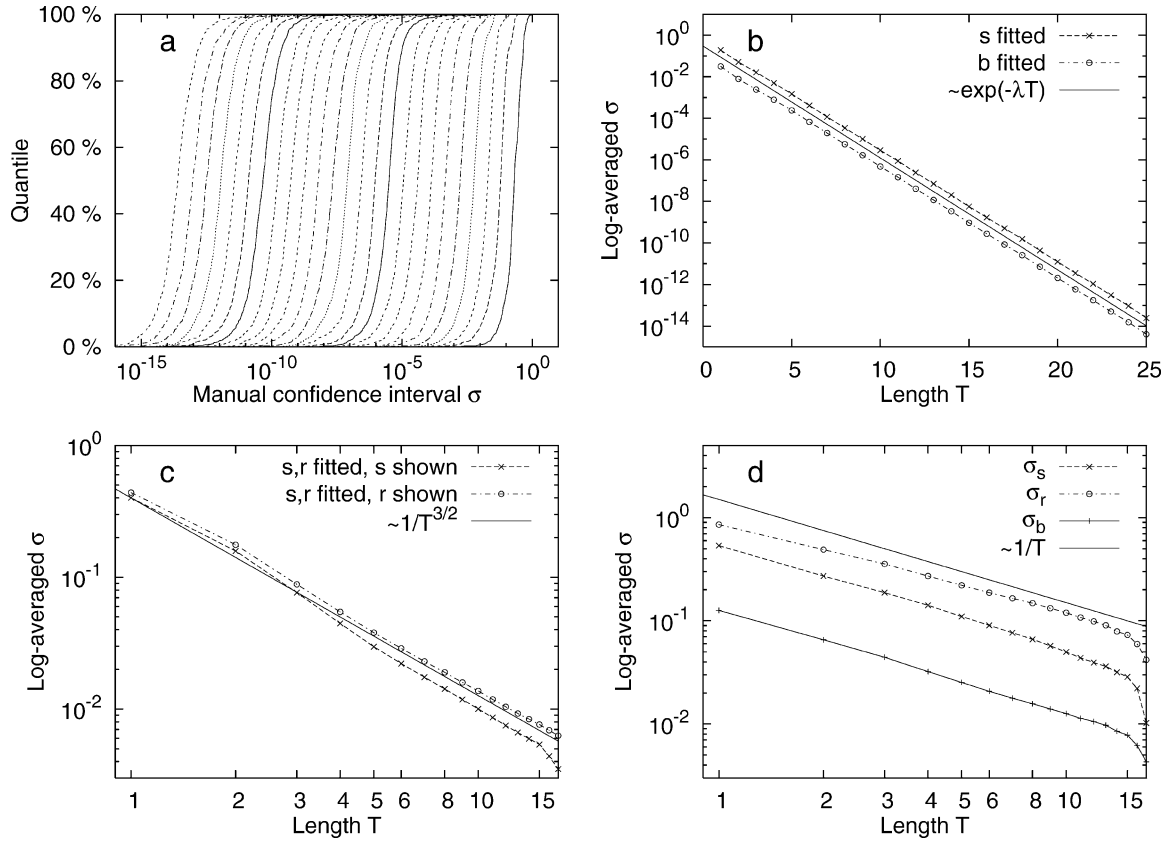 a
Quantile
100 %
80 %
60 %
40 %
20 %
0 %
10^-15
10^-10
10^-5
10^0
Manual confidence interval σ
b
Log-averaged σ
10^0
10^-2
10^-4
10^-6
10^-8
10^-10
10^-12
10^-14
s fitted
b fitted
~exp(-λT)
0
5
10
15
20
25
Length T
c
Log-averaged σ
10^0
10^-1
10^-2
s,r fitted, s shown
s,r fitted, r shown
~1/T^3/2
1
2
3
4
5
6
8
10
15
Length T
d
Log-averaged σ
10^0
10^-1
10^-2
σ_s
σ_r
σ_b
~1/T
1
2
3
4
5
6
8
10
15
Length T